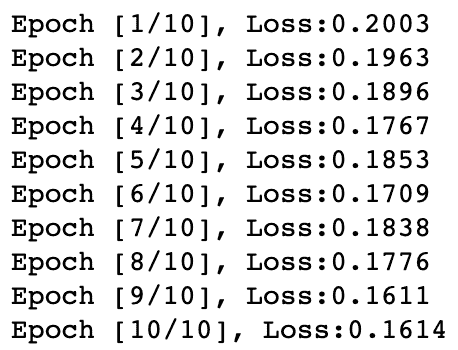 Epoch [1/10], Loss:0.2003
Epoch [2/10], Loss:0.1963
Epoch [3/10], Loss:0.1896
Epoch [4/10], Loss:0.1767
Epoch [5/10], Loss:0.1853
Epoch [6/10], Loss:0.1709
Epoch [7/10], Loss:0.1838
Epoch [8/10], Loss:0.1776
Epoch [9/10], Loss:0.1611
Epoch [10/10], Loss:0.1614